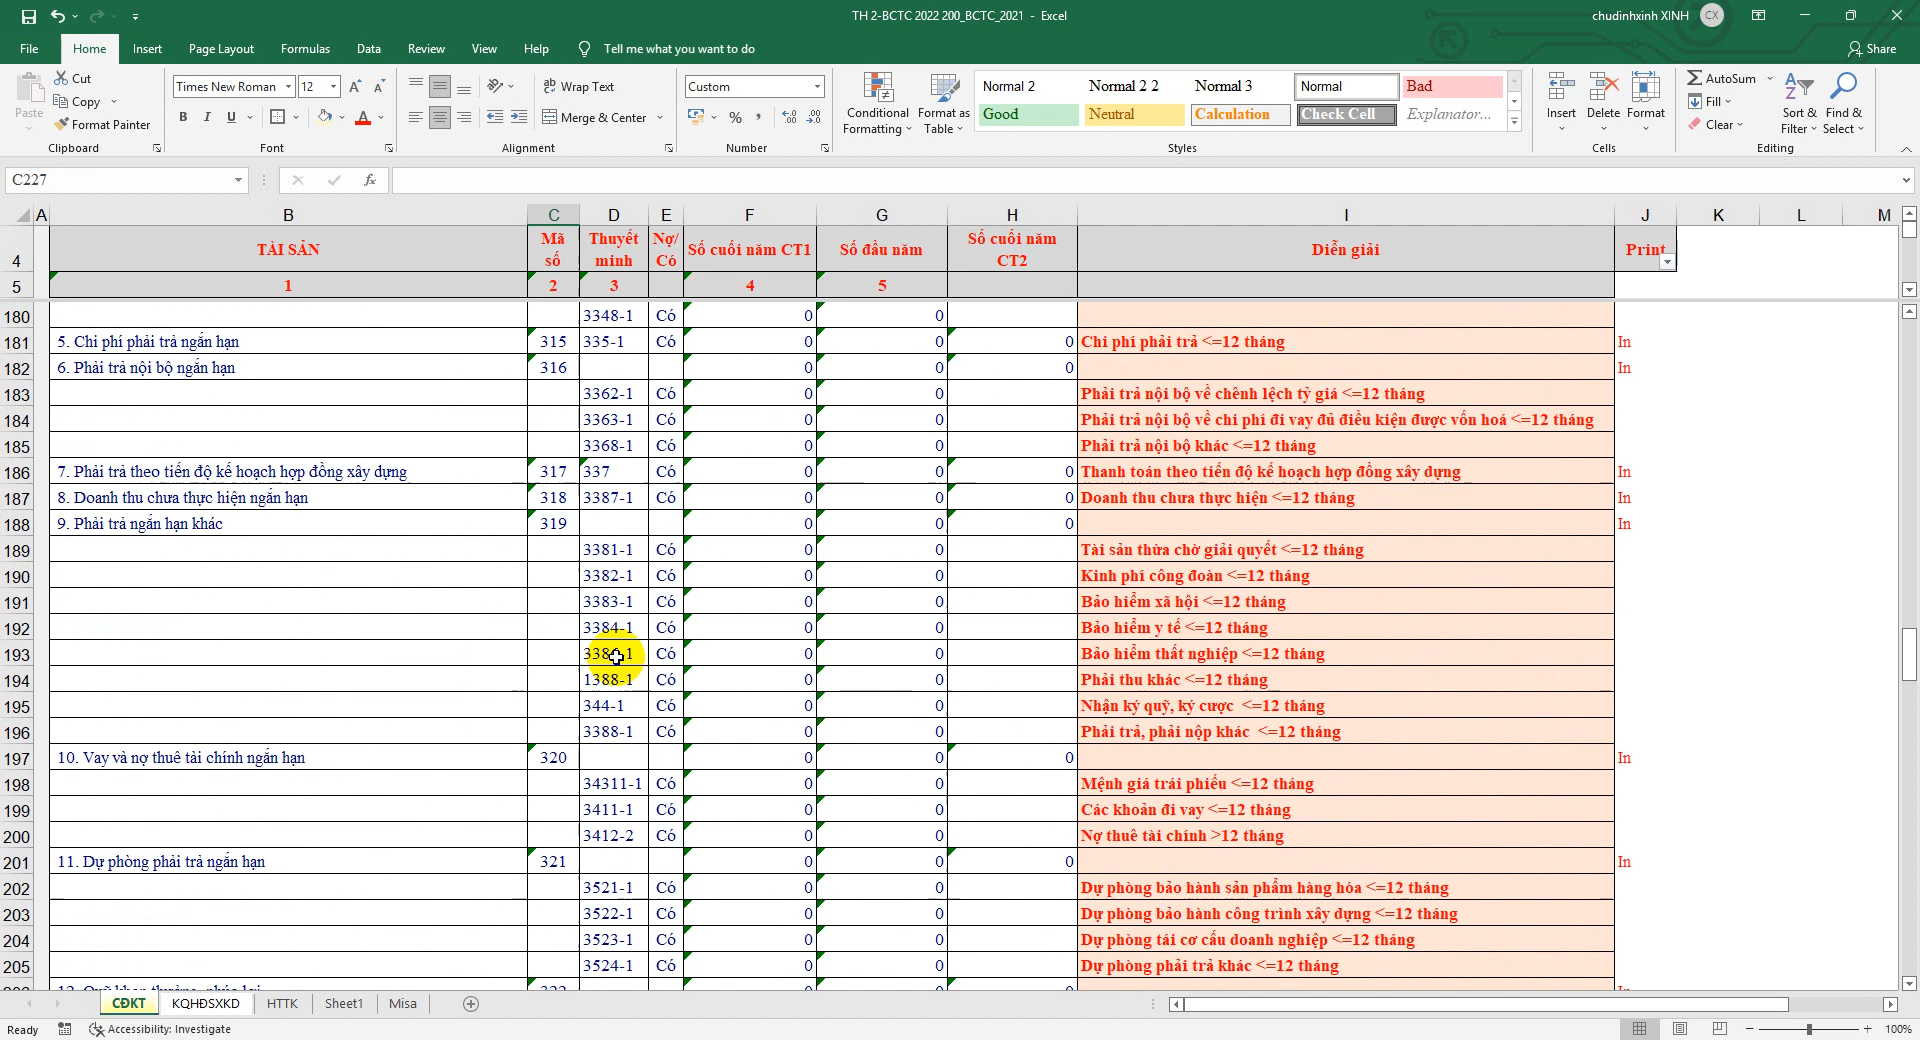 TH 2-BCTC 2022 200_BCTC_2021 - Excel
chudinhxinh XINH CX
File Home Insert Page Layout Formulas Data Review View Help Tell me what you want to do Share
Paste
Cut
Copy
Format Painter
Clipboard
Times New Roman 12
B I U
Font
Wrap Text
Merge & Center
Alignment
Custom
%
Number
Conditional Formatting
Format as Table
Normal 2 Normal 2 2 Normal 3 Normal Bad
Good Neutral Calculation Check Cell Explanator...
Styles
Insert Delete Format
Cells
AutoSum
Fill
Clear
Sort & Filter
Find & Select
Editing
C227 fx
A B C D E F G H I J K L M
4 TÀI SẢN Mã số Thuyết minh Nợ/ Có Số cuối năm CT1 Số đầu năm Số cuối năm CT2 Diễn giải Print
5 1 2 3 4 5
180 3348-1 Có 0 0
181 5. Chi phí phải trả ngắn hạn 315 335-1 Có 0 0 0 Chi phí phải trả <=12 tháng In
182 6. Phải trả nội bộ ngắn hạn 316 0 0 0 In
183 3362-1 Có 0 0 Phải trả nội bộ về chênh lệch tỷ giá <=12 tháng
184 3363-1 Có 0 0 Phải trả nội bộ về chi phí đi vay đủ điều kiện được vốn hoá <=12 tháng
185 3368-1 Có 0 0 Phải trả nội bộ khác <=12 tháng
186 7. Phải trả theo tiến độ kế hoạch hợp đồng xây dựng 317 337 Có 0 0 0 Thanh toán theo tiến độ kế hoạch hợp đồng xây dựng In
187 8. Doanh thu chưa thực hiện ngắn hạn 318 3387-1 Có 0 0 0 Doanh thu chưa thực hiện <=12 tháng In
188 9. Phải trả ngắn hạn khác 319 0 0 0 In
189 3381-1 Có 0 0 Tài sản thừa chờ giải quyết <=12 tháng
190 3382-1 Có 0 0 Kinh phí công đoàn <=12 tháng
191 3383-1 Có 0 0 Bảo hiểm xã hội <=12 tháng
192 3384-1 Có 0 0 Bảo hiểm y tế <=12 tháng
193 Có 0 0 Bảo hiểm thất nghiệp <=12 tháng
194 1388-1 Có 0 0 Phải thu khác <=12 tháng
195 344-1 Có 0 0 Nhận ký quỹ, ký cược <=12 tháng
196 3388-1 Có 0 0 Phải trả, phải nộp khác <=12 tháng
197 10. Vay và nợ thuê tài chính ngắn hạn 320 0 0 0 In
198 34311-1 Có 0 0 Mệnh giá trái phiếu <=12 tháng
199 3411-1 Có 0 0 Các khoản đi vay <=12 tháng
200 3412-2 Có 0 0 Nợ thuê tài chính >12 tháng
201 11. Dự phòng phải trả ngắn hạn 321 0 0 0 In
202 3521-1 Có 0 0 Dự phòng bảo hành sản phẩm hàng hóa <=12 tháng
203 3522-1 Có 0 0 Dự phòng bảo hành công trình xây dựng <=12 tháng
204 3523-1 Có 0 0 Dự phòng tái cơ cấu doanh nghiệp <=12 tháng
205 3524-1 Có 0 0 Dự phòng phải trả khác <=12 tháng
CĐKT KQHĐSXKD HTTK Sheet1 Misa
Ready Accessibility: Investigate 100%